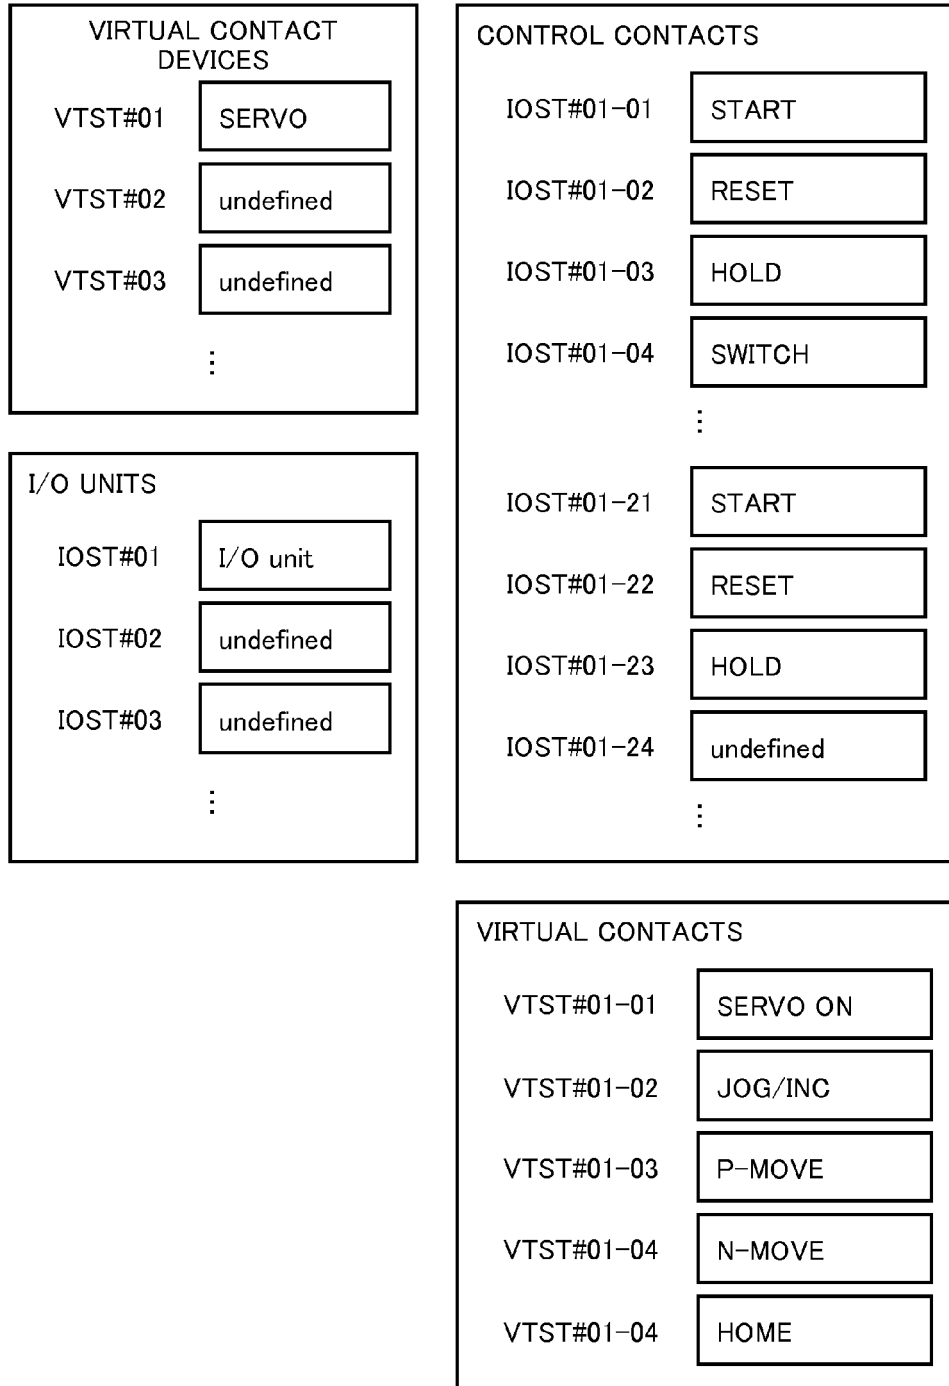 VIRTUAL CONTACT
DEVICES
VTST#01 SERVO
VTST#02 undefined
VTST#03 undefined
⋮
I/O UNITS
IOST#01 I/O unit
IOST#02 undefined
IOST#03 undefined
⋮
CONTROL CONTACTS
IOST#01-01 START
IOST#01-02 RESET
IOST#01-03 HOLD
IOST#01-04 SWITCH
⋮
IOST#01-21 START
IOST#01-22 RESET
IOST#01-23 HOLD
IOST#01-24 undefined
⋮
VIRTUAL CONTACTS
VTST#01-01 SERVO ON
VTST#01-02 JOG/INC
VTST#01-03 P-MOVE
VTST#01-04 N-MOVE
VTST#01-04 HOME